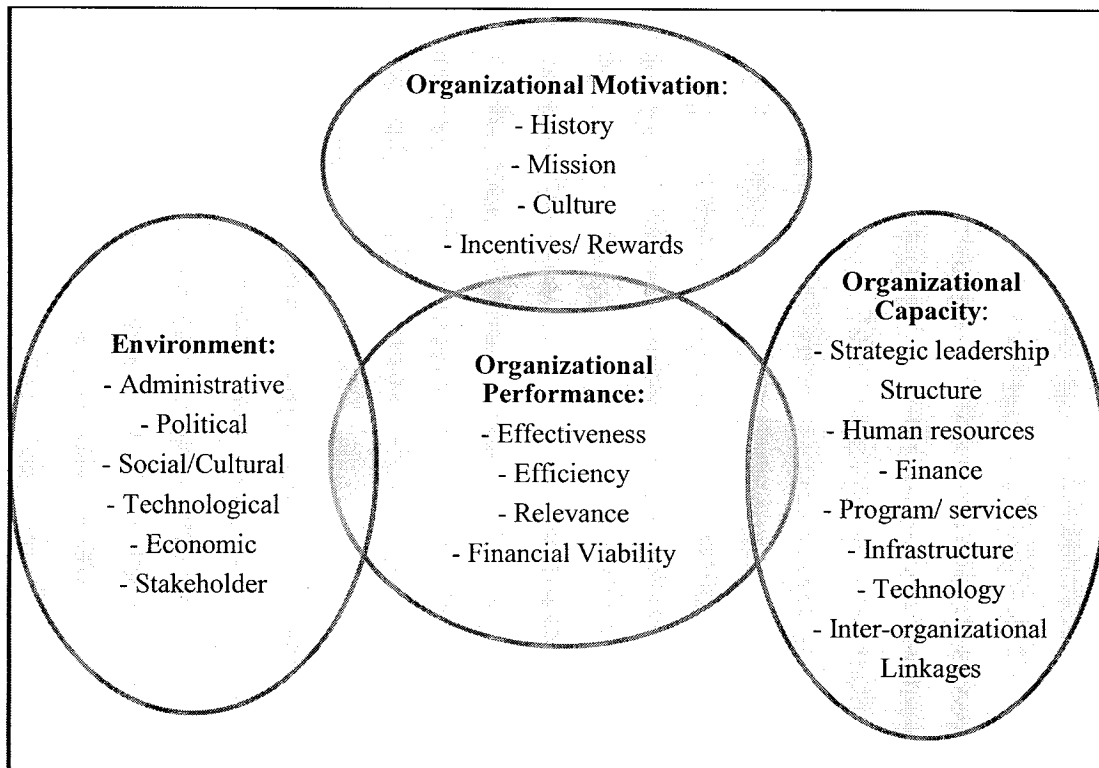 Organizational Motivation:
- History
- Mission
- Culture
- Incentives/ Rewards
Environment:
- Administrative
- Political
- Social/Cultural
- Technological
- Economic
- Stakeholder
Organizational
Performance:
- Effectiveness
- Efficiency
- Relevance
- Financial Viability
Organizational
Capacity:
- Strategic leadership
Structure
- Human resources
- Finance
- Program/ services
- Infrastructure
- Technology
- Inter-organizational
Linkages